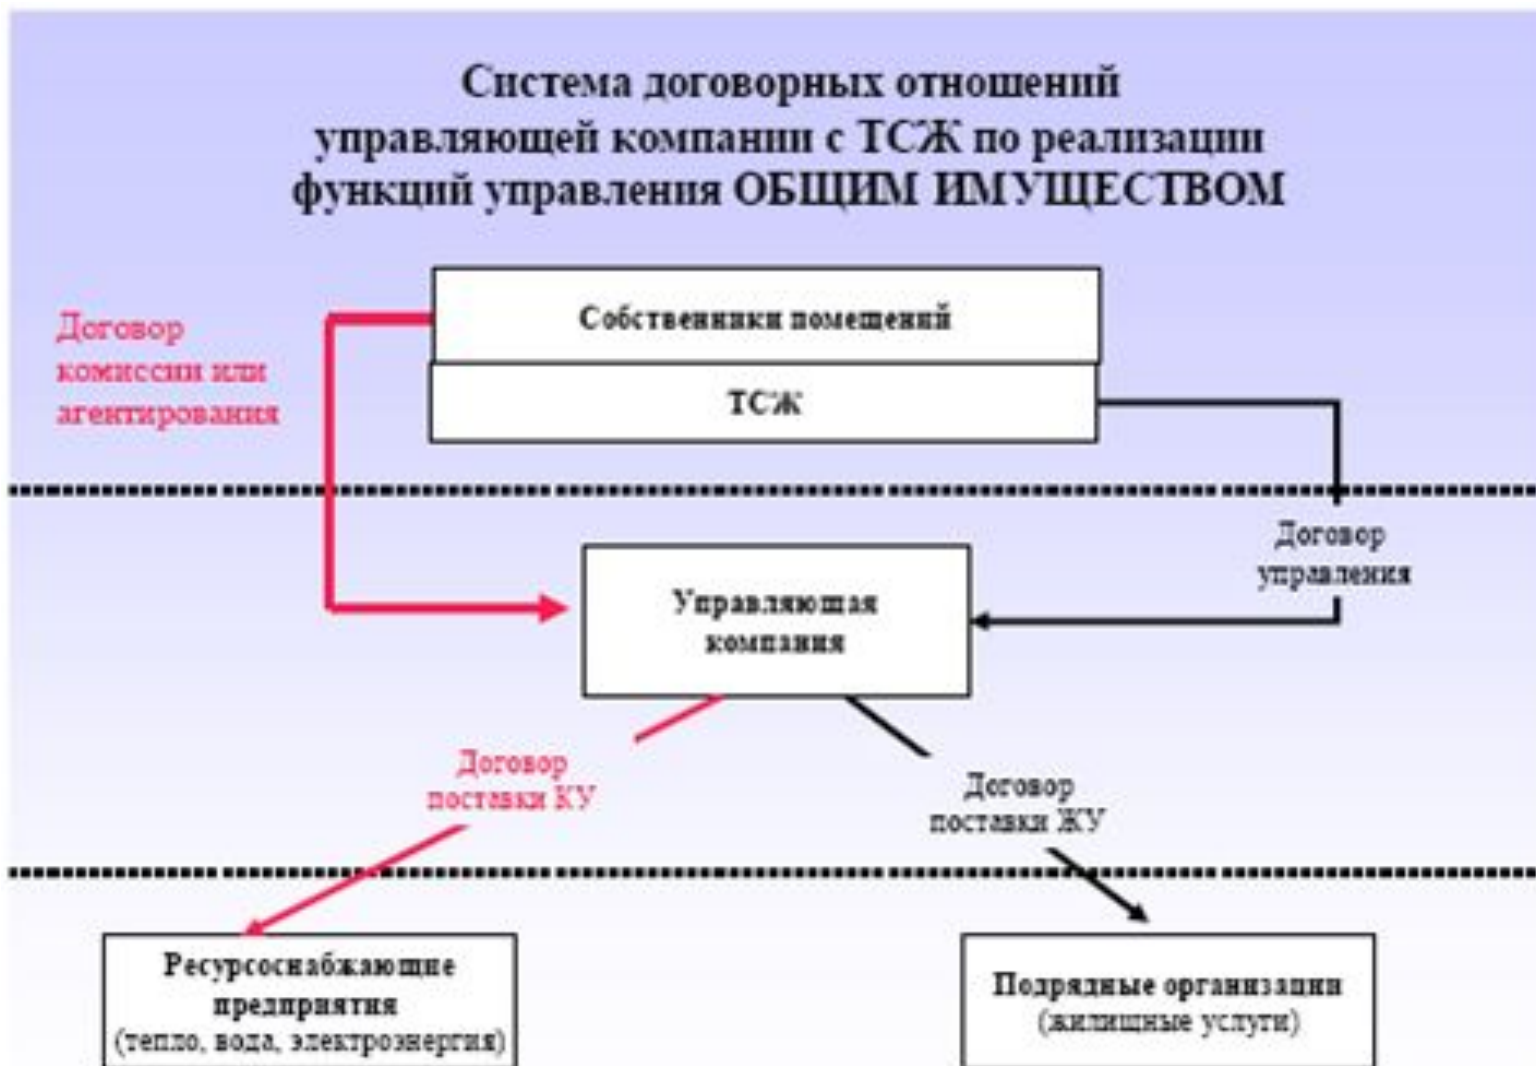 Система договорных отношений
управляющей компании с ТСЖ по реализации
функций управления ОБЩИМ ИМУЩЕСТВОМ
Собственники помещений
Договор
комиссии или
агентирования
ТСЖ
Договор
управления
Управляющая
компания
Договор
поставки КУ
Договор
поставки ЖУ
Ресурсоснабжающие
предприятия
(тепло, вода, электроэнергия)
Подрядные организации
(жилищные услуги)